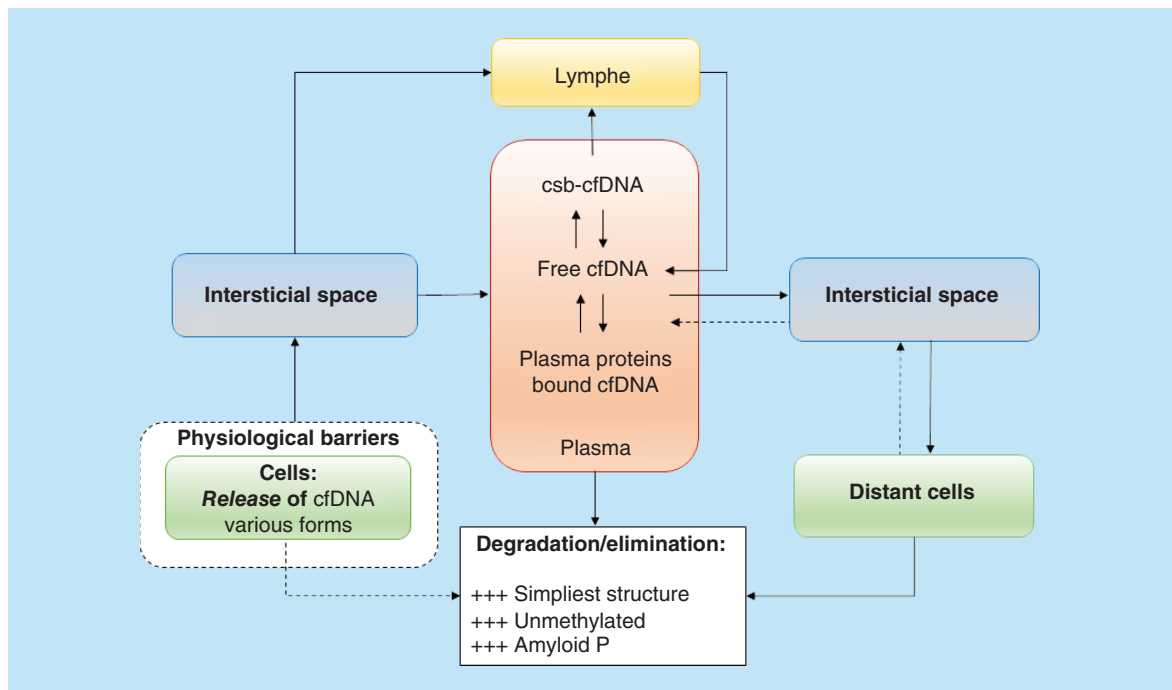 Lymphe
csb-cfDNA
Free cfDNA
Plasma proteins
bound cfDNA
Plasma
Intersticial space
Intersticial space
Physiological barriers
Cells:
Release of cfDNA
various forms
Distant cells
Degradation/elimination:
+++ Simpliest structure
+++ Unmethylated
+++ Amyloid P